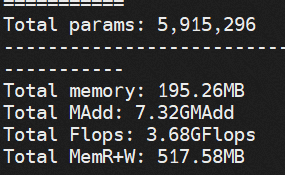 ===========
Total params: 5,915,296
--------------------------
-----------
Total memory: 195.26MB
Total MAdd: 7.32GMAdd
Total Flops: 3.68GFlops
Total MemR+W: 517.58MB